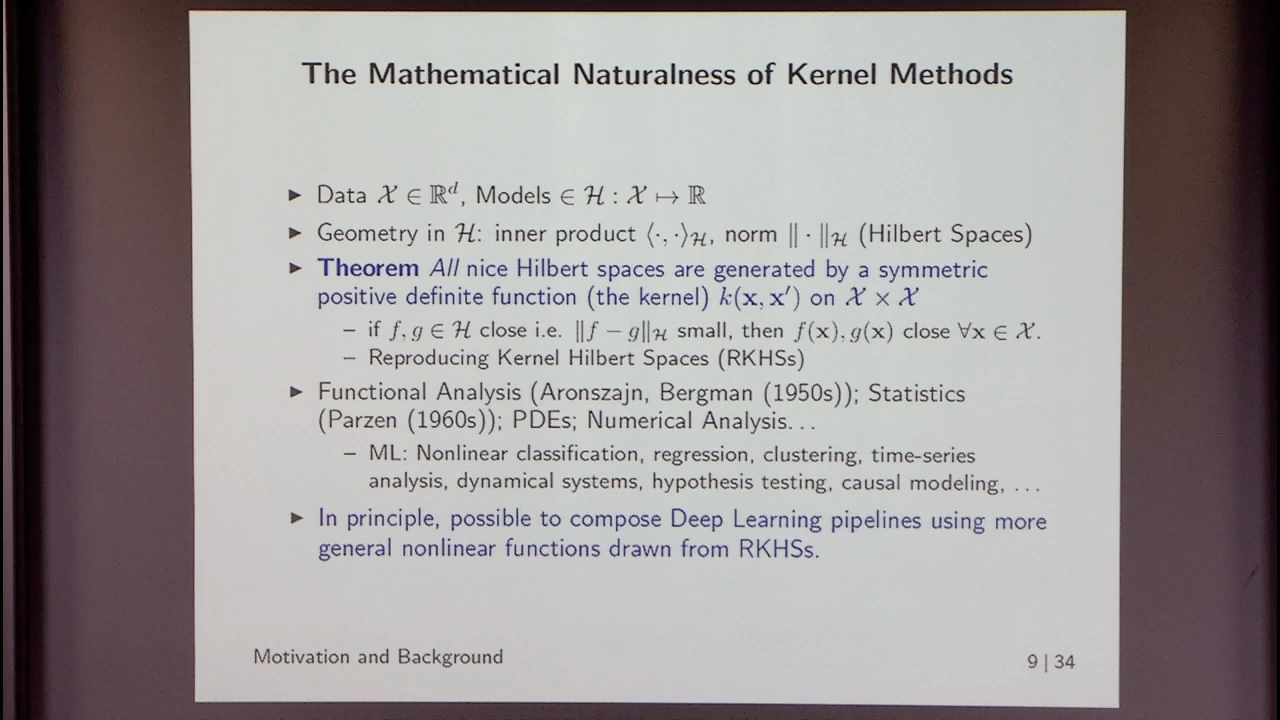 The Mathematical Naturalness of Kernel Methods
► Data 𝒳 ∈ ℝᵈ, Models ∈ ℋ : 𝒳 ↦ ℝ
► Geometry in ℋ: inner product ⟨·, ·⟩_ℋ, norm ‖ · ‖_ℋ (Hilbert Spaces)
► Theorem All nice Hilbert spaces are generated by a symmetric
positive definite function (the kernel) k(x, x′) on 𝒳 × 𝒳
– if f, g ∈ ℋ close i.e. ‖f − g‖_ℋ small, then f(x), g(x) close ∀x ∈ 𝒳.
– Reproducing Kernel Hilbert Spaces (RKHSs)
► Functional Analysis (Aronszajn, Bergman (1950s)); Statistics
(Parzen (1960s)); PDEs; Numerical Analysis...
– ML: Nonlinear classification, regression, clustering, time-series
analysis, dynamical systems, hypothesis testing, causal modeling, ...
► In principle, possible to compose Deep Learning pipelines using more
general nonlinear functions drawn from RKHSs.
Motivation and Background
9 | 34